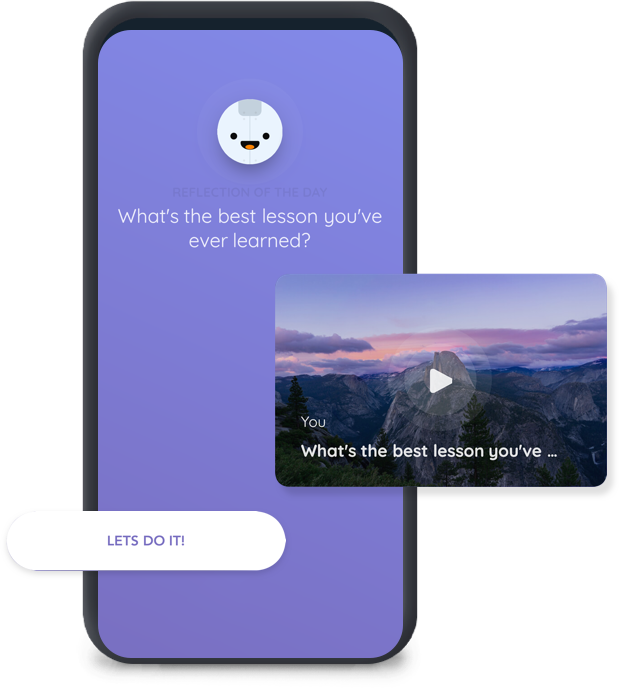 REFLECTION OF THE DAY
What's the best lesson you've
ever learned?
You
What's the best lesson you've ...
LETS DO IT!